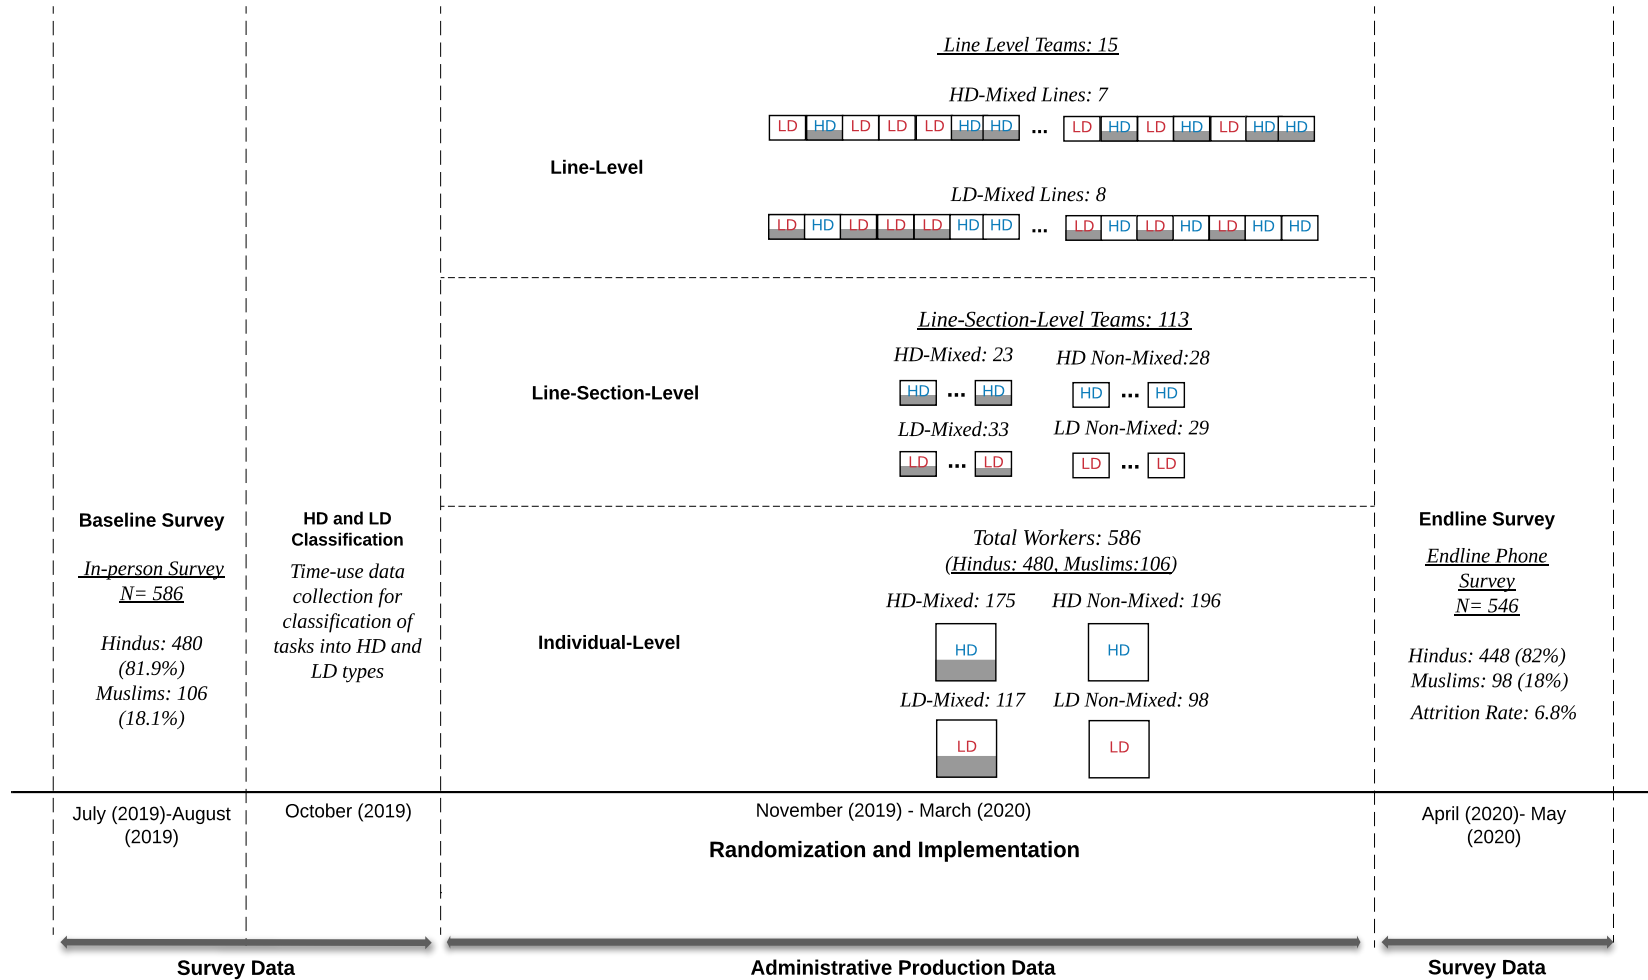 Line Level Teams: 15
HD-Mixed Lines: 7
LD HD LD LD LD HD HD ... LD HD LD HD LD HD HD
Line-Level
LD-Mixed Lines: 8
LD HD LD LD LD HD HD ... LD HD LD HD LD HD HD
Line-Section-Level Teams: 113
HD-Mixed: 23 HD Non-Mixed:28
HD ... HD HD ... HD
Line-Section-Level
LD-Mixed:33 LD Non-Mixed: 29
LD ... LD LD ... LD
Baseline Survey
In-person Survey
N= 586
Hindus: 480
(81.9%)
Muslims: 106
(18.1%)
HD and LD
Classification
Time-use data
collection for
classification of
tasks into HD and
LD types
Total Workers: 586
(Hindus: 480, Muslims:106)
HD-Mixed: 175 HD Non-Mixed: 196
Individual-Level
HD HD
LD-Mixed: 117 LD Non-Mixed: 98
LD LD
Endline Survey
Endline Phone
Survey
N= 546
Hindus: 448 (82%)
Muslims: 98 (18%)
Attrition Rate: 6.8%
July (2019)-August
(2019)
October (2019)
November (2019) - March (2020)
Randomization and Implementation
April (2020)- May
(2020)
Survey Data
Administrative Production Data
Survey Data